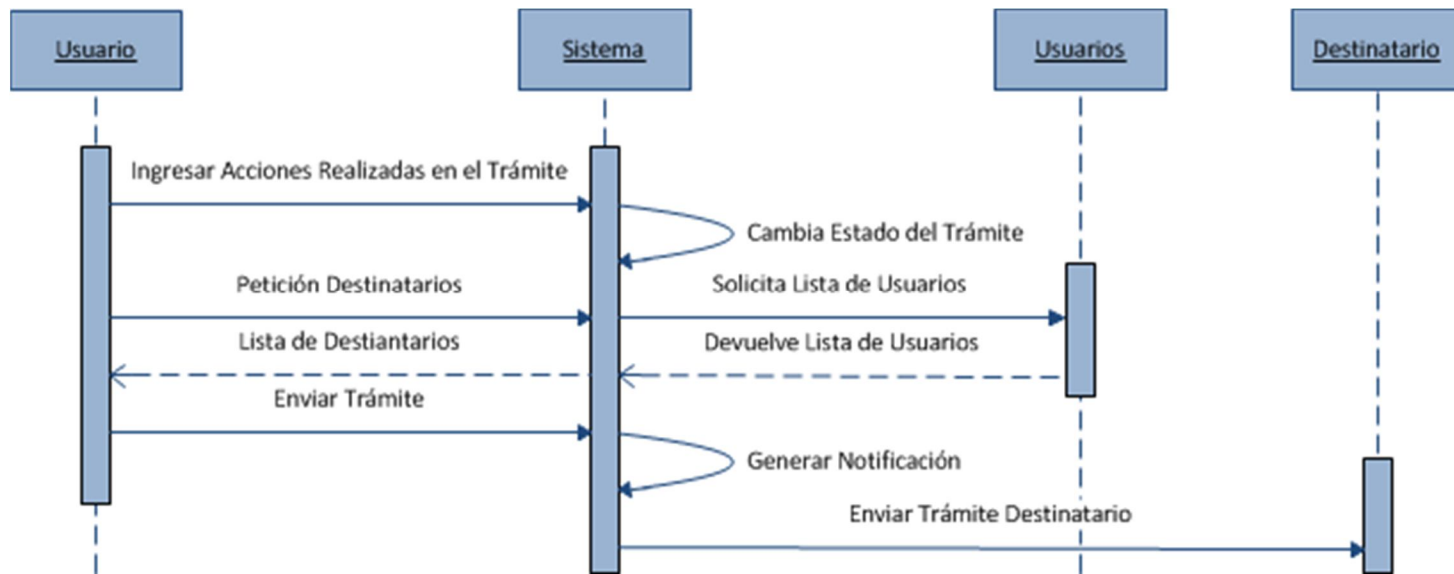 Usuario
Sistema
Usuarios
Destinatario
Ingresar Acciones Realizadas en el Trámite
Cambia Estado del Trámite
Petición Destinatarios
Solicita Lista de Usuarios
Lista de Destiantarios
Devuelve Lista de Usuarios
Enviar Trámite
Generar Notificación
Enviar Trámite Destinatario